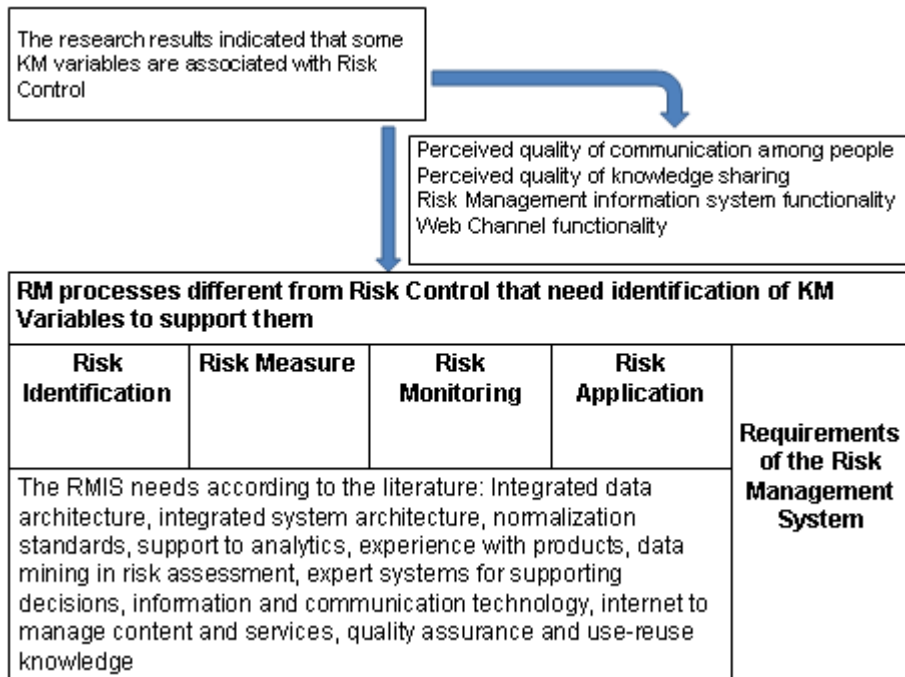 The research results indicated that some
KM variables are associated with Risk
Control
Perceived quality of communication among people
Perceived quality of knowledge sharing
Risk Management information system functionality
Web Channel functionality
RM processes different from Risk Control that need identification of KM
Variables to support them
Risk
Identification
Risk Measure
Risk
Monitoring
Risk
Application
Requirements
of the Risk
Management
System
The RMIS needs according to the literature: Integrated data
architecture, integrated system architecture, normalization
standards, support to analytics, experience with products, data
mining in risk assessment, expert systems for supporting
decisions, information and communication technology, internet to
manage content and services, quality assurance and use-reuse
knowledge